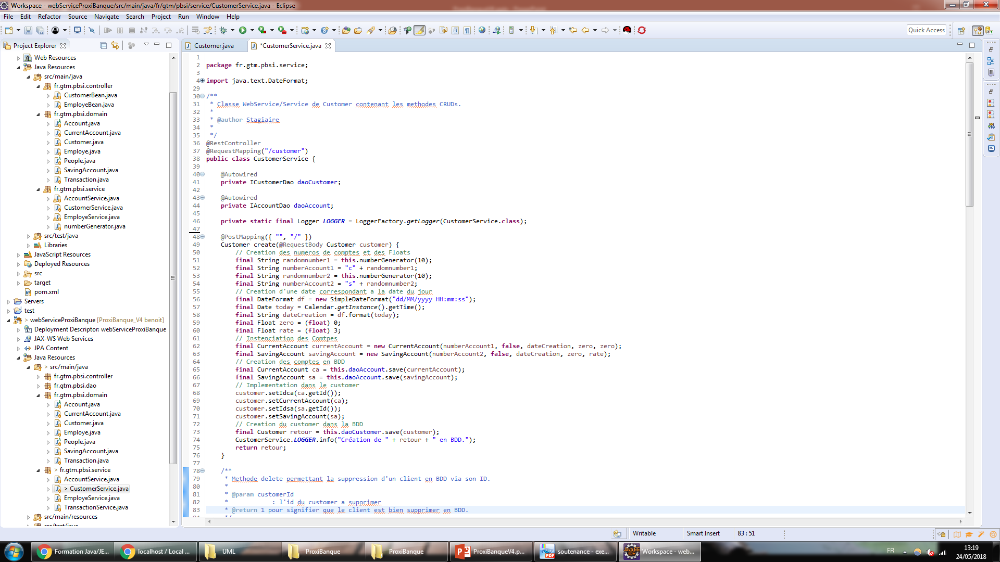 Workspace - webServiceProxiBanque/src/main/java/fr/gtm/pbsi/service/CustomerService.java - Eclipse
File Edit Refactor Source Navigate Search Project Run Window Help
Quick Access
Project Explorer
Web Resources
Java Resources
src/main/java
fr.gtm.pbsi.controller
CustomerBean.java
EmployeBean.java
fr.gtm.pbsi.domain
Account.java
CurrentAccount.java
Customer.java
Employe.java
People.java
SavingAccount.java
Transaction.java
fr.gtm.pbsi.service
AccountService.java
CustomerService.java
EmployeService.java
numberGenerator.java
src/test/java
Libraries
JavaScript Resources
Deployed Resources
src
target
pom.xml
Servers
test
> webServiceProxiBanque [ProxiBanque_V4 benoit]
Deployment Descriptor: webServiceProxiBanque
JAX-WS Web Services
JPA Content
Java Resources
> src/main/java
fr.gtm.pbsi.controller
fr.gtm.pbsi.dao
fr.gtm.pbsi.domain
Account.java
CurrentAccount.java
Customer.java
Employe.java
People.java
SavingAccount.java
Transaction.java
> fr.gtm.pbsi.service
AccountService.java
> CustomerService.java
EmployeService.java
TransactionService.java
src/main/resources
src/test/java
Customer.java
*CustomerService.java
1
2 package fr.gtm.pbsi.service;
3
4 import java.text.DateFormat;
29
30 /**
31 * Classe WebService/Service de Customer contenant les methodes CRUDs.
32 *
33 * @author Stagiaire
34 *
35 */
36 @RestController
37 @RequestMapping("/customer")
38 public class CustomerService {
39
40 @Autowired
41 private ICustomerDao daoCustomer;
42
43 @Autowired
44 private IAccountDao daoAccount;
45
46 private static final Logger LOGGER = LoggerFactory.getLogger(CustomerService.class);
47
48 @PostMapping({ "", "/" })
49 Customer create(@RequestBody Customer customer) {
50 // Creation des numeros de comptes et des Floats
51 final String randomnumber1 = this.numberGenerator(10);
52 final String numberAccount1 = "c" + randomnumber1;
53 final String randomnumber2 = this.numberGenerator(10);
54 final String numberAccount2 = "s" + randomnumber2;
55 // Creation d'une date correspondant a la date du jour
56 final DateFormat df = new SimpleDateFormat("dd/MM/yyyy HH:mm:ss");
57 final Date today = Calendar.getInstance().getTime();
58 final String dateCreation = df.format(today);
59 final Float zero = (float) 0;
60 final Float rate = (float) 3;
61 // Instenciation des Comtpes
62 final CurrentAccount currentAccount = new CurrentAccount(numberAccount1, false, dateCreation, zero, zero);
63 final SavingAccount savingAccount = new SavingAccount(numberAccount2, false, dateCreation, zero, rate);
64 // Creation des comptes en BDD
65 final CurrentAccount ca = this.daoAccount.save(currentAccount);
66 final SavingAccount sa = this.daoAccount.save(savingAccount);
67 // Implementation dans le customer
68 customer.setIdca(ca.getId());
69 customer.setCurrentAccount(ca);
70 customer.setIdsa(sa.getId());
71 customer.setSavingAccount(sa);
72 // Creation du customer dans la BDD
73 final Customer retour = this.daoCustomer.save(customer);
74 CustomerService.LOGGER.info("Création de " + retour + " en BDD.");
75 return retour;
76 }
77
78 /**
79 * Methode delete permettant la suppression d'un client en BDD via son ID.
80 *
81 * @param customerId
82 * : l'id du customer a supprimer
83 * @return 1 pour signifier que le client est bien supprimer en BDD.
84 */
Writable
Smart Insert
83 : 51
Formation Java/JE...
localhost / Local ...
UML
ProxiBanque
ProxiBanque
ProxiBanqueV4.p...
soutenance - exe...
Workspace - web...
FR
13:19
24/05/2018